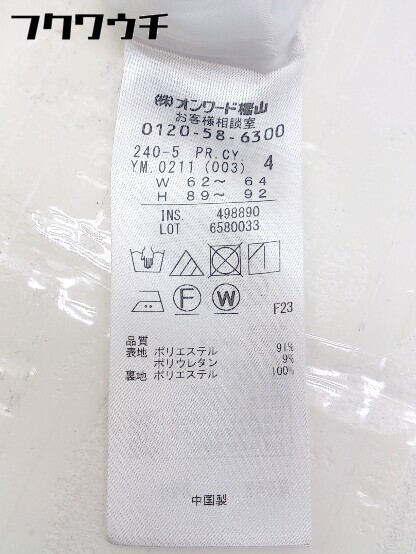 フクワウチ
㈱オンワード樫山
お客様相談室
0120-58-6300
240-5 PR.CY.
YM.0211 (003) 4
W 62~ 64
H 89~ 92
INS. 498890
LOT 6580033
F W
F23
品質
表地 ポリエステル 91%
ポリウレタン 9%
裏地 ポリエステル 100%
中国製